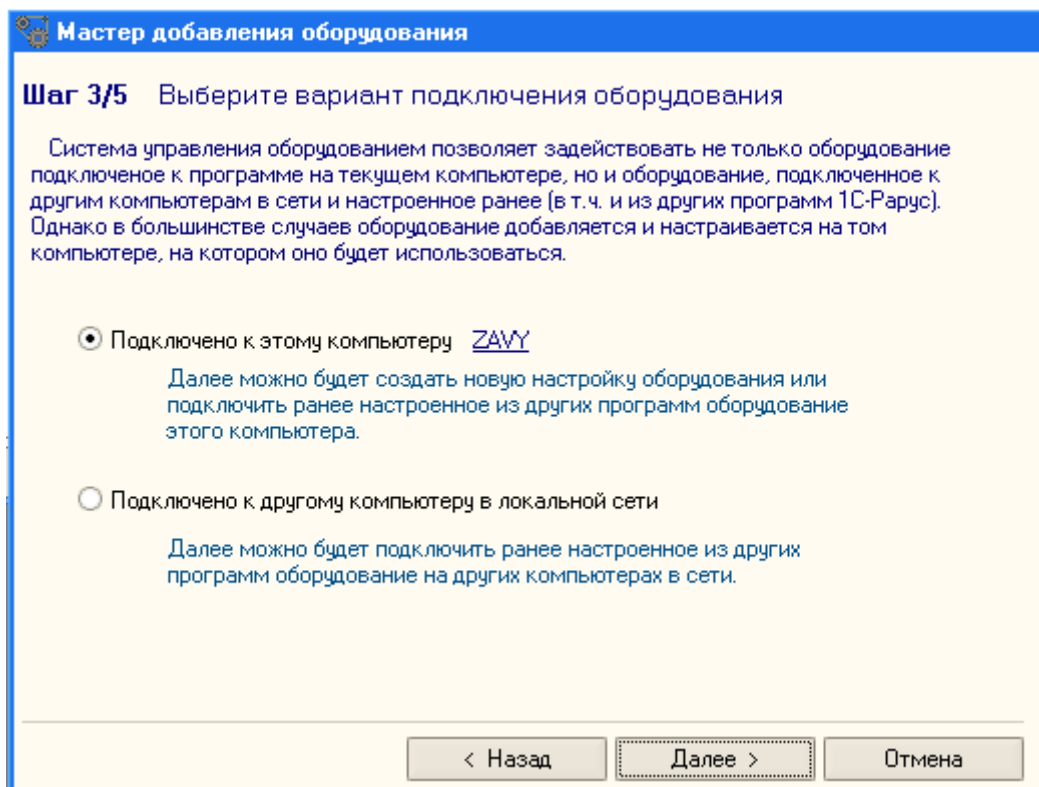 Мастер добавления оборудования
Шаг 3/5 Выберите вариант подключения оборудования
Система управления оборудованием позволяет задействовать не только оборудование
подключеное к программе на текущем компьютере, но и оборудование, подключенное к
другим компьютерам в сети и настроенное ранее (в т.ч. и из других программ 1С-Рарус).
Однако в большинстве случаев оборудование добавляется и настраивается на том
компьютере, на котором оно будет использоваться.
Подключено к этому компьютеру ZAVY
Далее можно будет создать новую настройку оборудования или
подключить ранее настроенное из других программ оборудование
этого компьютера.
Подключено к другому компьютеру в локальной сети
Далее можно будет подключить ранее настроенное из других
программ оборудование на других компьютерах в сети.
< Назад Далее > Отмена